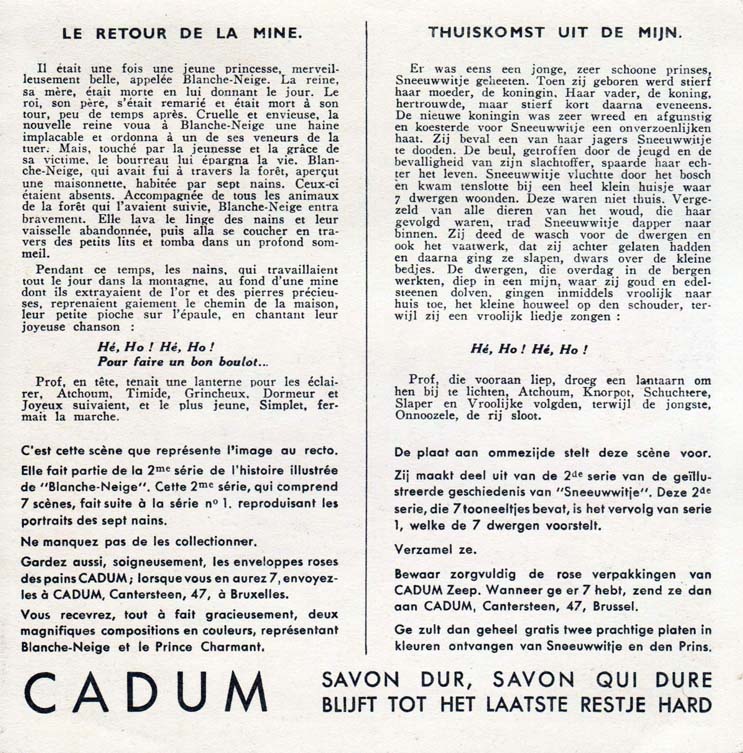 LE RETOUR DE LA MINE.
Il était une fois une jeune princesse, merveil-
leusement belle, appelée Blanche-Neige. La reine,
sa mère, était morte en lui donnant le jour. Le
roi, son père, s'était remarié et était mort à son
tour, peu de temps après. Cruelle et envieuse, la
nouvelle reine voua à Blanche-Neige une haine
implacable et ordonna à un de ses veneurs de la
tuer. Mais, touché par la jeunesse et la grâce de
sa victime, le bourreau lui épargna la vie. Blan-
che-Neige, qui avait fui à travers la forêt, aperçut
une maisonnette, habitée par sept nains. Ceux-ci
étaient absents. Accompagnée de tous les animaux
de la forêt qui l'avaient suivie, Blanche-Neige entra
bravement. Elle lava le linge des nains et leur
vaisselle abandonnée, puis alla se coucher en tra-
vers des petits lits et tomba dans un profond som-
meil.
Pendant ce temps, les nains, qui travaillaient
tout le jour dans la montagne, au fond d'une mine
dont ils extrayaient de l'or et des pierres précieu-
ses, reprenaient gaiement le chemin de la maison,
leur petite pioche sur l'épaule, en chantant leur
joyeuse chanson :
Hé, Ho ! Hé, Ho !
Pour faire un bon boulot...
Prof, en tête, tenait une lanterne pour les éclai-
rer, Atchoum, Timide, Grincheux, Dormeur et
Joyeux suivaient, et le plus jeune, Simplet, fer-
mait la marche.
C'est cette scène que représente l'image au recto.
Elle fait partie de la 2me série de l'histoire illustrée
de "Blanche-Neige". Cette 2me série, qui comprend
7 scènes, fait suite à la série no 1. reproduisant les
portraits des sept nains.
Ne manquez pas de les collectionner.
Gardez aussi, soigneusement, les enveloppes roses
des pains CADUM ; lorsque vous en aurez 7, envoyez-
les à CADUM, Cantersteen, 47, à Bruxelles.
Vous recevrez, tout à fait gracieusement, deux
magnifiques compositions en couleurs, représentant
Blanche-Neige et le Prince Charmant.
THUISKOMST UIT DE MIJN.
Er was eens een jonge, zeer schoone prinses,
Sneeuwwitje geheeten. Toen zij geboren werd stierf
haar moeder, de koningin. Haar vader, de koning,
hertrouwde, maar stierf kort daarna eveneens.
De nieuwe koningin was zeer wreed en afgunstig
en koesterde voor Sneeuwwitje een onverzoenlijken
haat. Zij beval een van haar jagers Sneeuwwitje
te dooden. De beul, getroffen door de jeugd en de
bevalligheid van zijn slachtoffer, spaarde haar ech-
ter het leven. Sneeuwwitje vluchtte door het bosch
en kwam tenslotte bij een heel klein huisje waar
7 dwergen woonden. Deze waren niet thuis. Verge-
zeld van alle dieren van het woud, die haar
gevolgd waren, trad Sneeuwwitje dapper naar
binnen. Zij deed de wasch voor de dwergen en
ook het vaatwerk, dat zij achter gelaten hadden
en daarna ging ze slapen, dwars over de kleine
bedjes. De dwergen, die overdag in de bergen
werkten, diep in een mijn, waar zij goud en edel-
steenen dolven, gingen inmiddels vroolijk naar
huis toe, het kleine houweel op den schouder, ter-
wijl zij een vroolijk liedje zongen :
Hé, Ho ! Hé, Ho !
Prof, die vooraan liep, droeg een lantaarn om
hen bij te lichten, Atchoum, Knorpot, Schuchtere,
Slaper en Vroolijke volgden, terwijl de jongste,
Onnoozele, de rij sloot.
De plaat aan ommezijde stelt deze scène voor.
Zij maakt deel uit van de 2de serie van de geïllu-
streerde geschiedenis van "Sneeuwwitje". Deze 2de
serie, die 7 tooneeltjes bevat, is het vervolg van serie
1, welke de 7 dwergen voorstelt.
Verzamel ze.
Bewaar zorgvuldig de rose verpakkingen van
CADUM Zeep. Wanneer ge er 7 hebt, zend ze dan
aan CADUM, Cantersteen, 47, Brussel.
Ge zult dan geheel gratis twee prachtige platen in
kleuren ontvangen van Sneeuwwitje en den Prins.
CADUM
SAVON DUR, SAVON QUI DURE
BLIJFT TOT HET LAATSTE RESTJE HARD